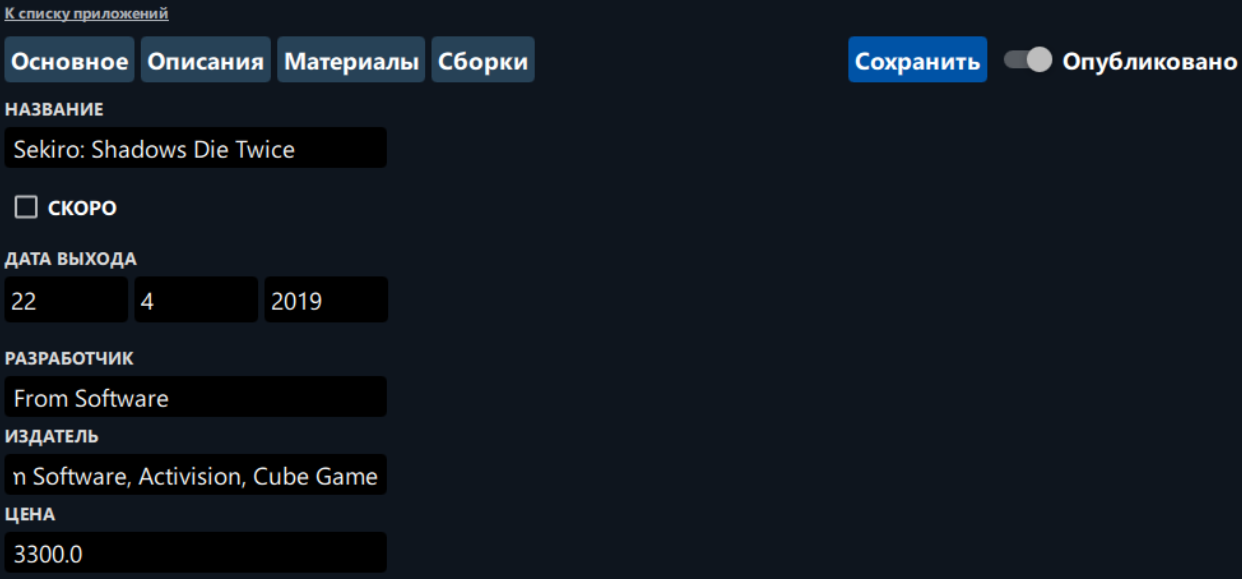 К списку приложений
Основное Описания Материалы Сборки Сохранить Опубликовано
НАЗВАНИЕ
Sekiro: Shadows Die Twice
СКОРО
ДАТА ВЫХОДА
22 4 2019
РАЗРАБОТЧИК
From Software
ИЗДАТЕЛЬ
n Software, Activision, Cube Game
ЦЕНА
3300.0